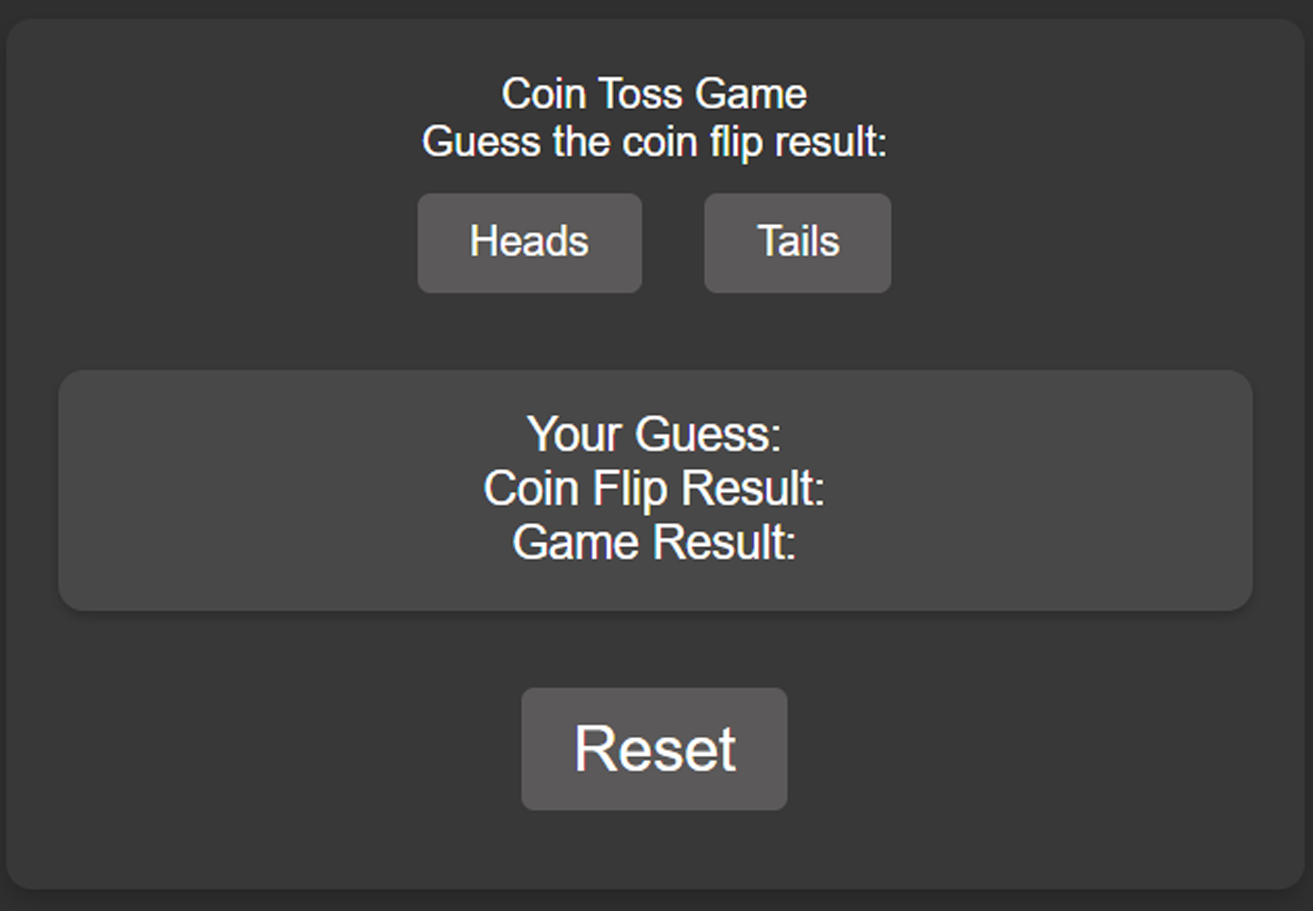 Coin Toss Game
Guess the coin flip result:
Heads Tails
Your Guess:
Coin Flip Result:
Game Result:
Reset